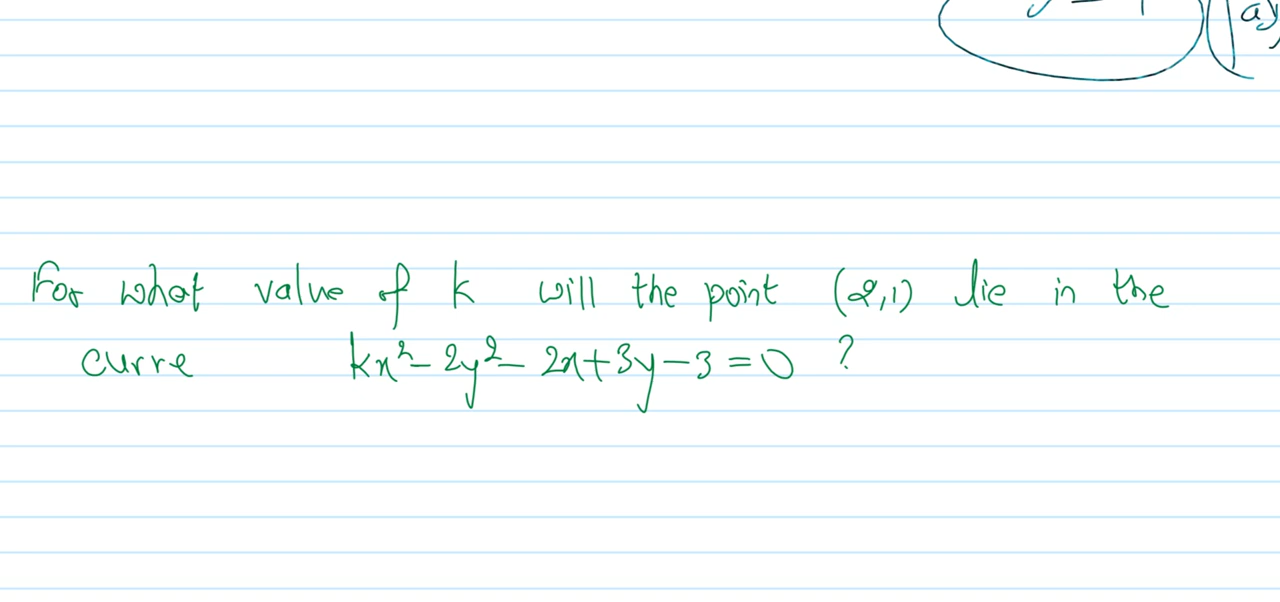 For what value of k will the point (2,1) lie in the
curve kx²- 2y²- 2x+3y-3=0 ?